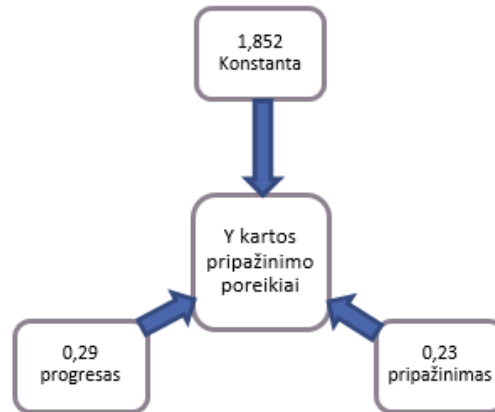 1,852
Konstanta
Y kartos
pripažinimo
poreikiai
0,29
progresas
0,23
pripažinimas